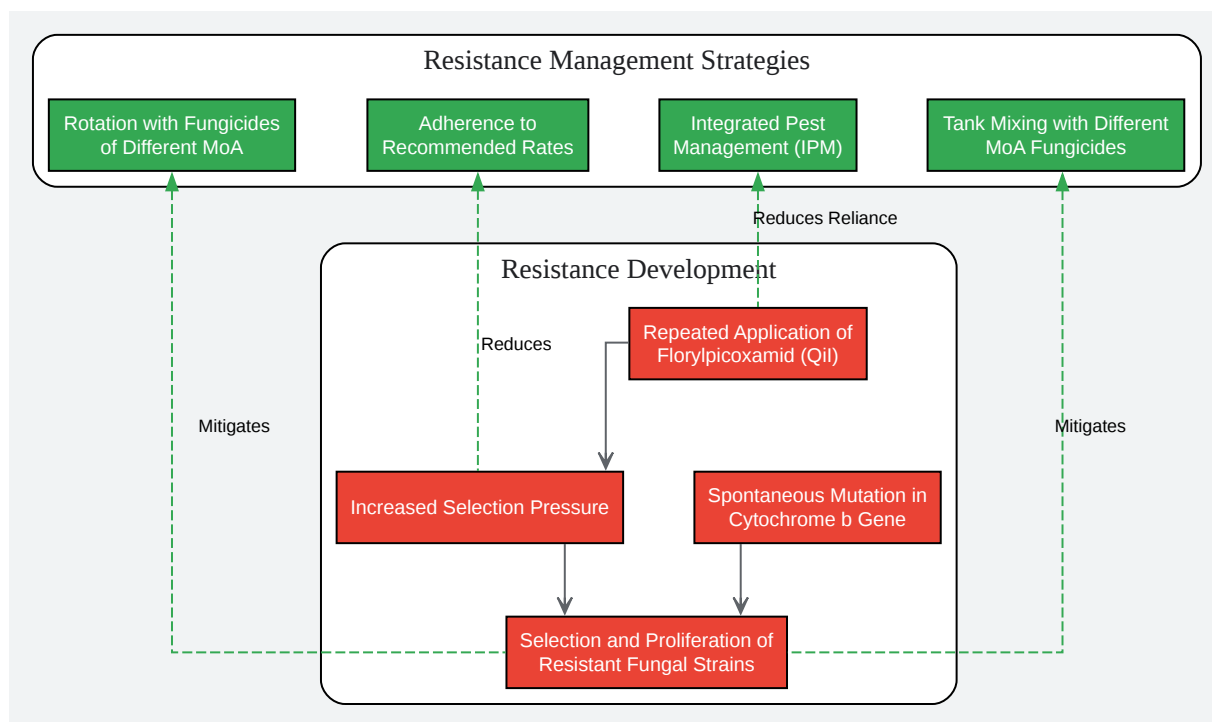 Resistance Management Strategies
Rotation with Fungicides
of Different MoA
Adherence to
Recommended Rates
Integrated Pest
Management (IPM)
Tank Mixing with Different
MoA Fungicides
Reduces Reliance
Resistance Development
Repeated Application of
Florylpicoxamid (QiI)
Reduces
Mitigates
Mitigates
Increased Selection Pressure
Spontaneous Mutation in
Cytochrome b Gene
Selection and Proliferation of
Resistant Fungal Strains